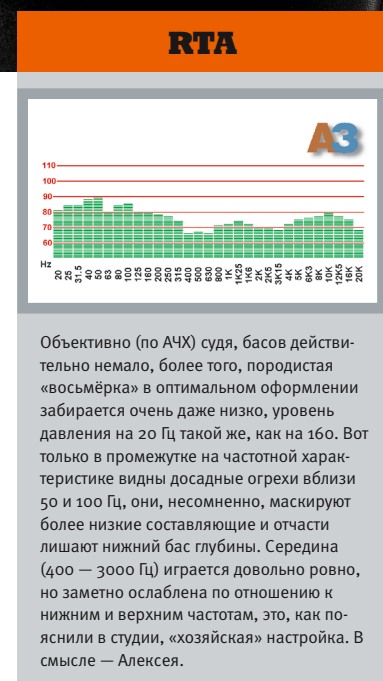 RTA
A3
110
100
90
80
70
60
Hz 20 25 31.5 40 50 63 80 100 125 160 200 250 315 400 500 630 800 1K 1K25 1K6 2K 2K5 3K15 4K 5K 6K3 8K 10K 12K5 16K 20K
Объективно (по АЧХ) судя, басов действи-
тельно немало, более того, породистая
«восьмёрка» в оптимальном оформлении
забирается очень даже низко, уровень
давления на 20 Гц такой же, как на 160. Вот
только в промежутке на частотной харак-
теристике видны досадные огрехи вблизи
50 и 100 Гц, они, несомненно, маскируют
более низкие составляющие и отчасти
лишают нижний бас глубины. Середина
(400 — 3000 Гц) играется довольно ровно,
но заметно ослаблена по отношению к
нижним и верхним частотам, это, как по-
яснили в студии, «хозяйская» настройка. В
смысле — Алексея.